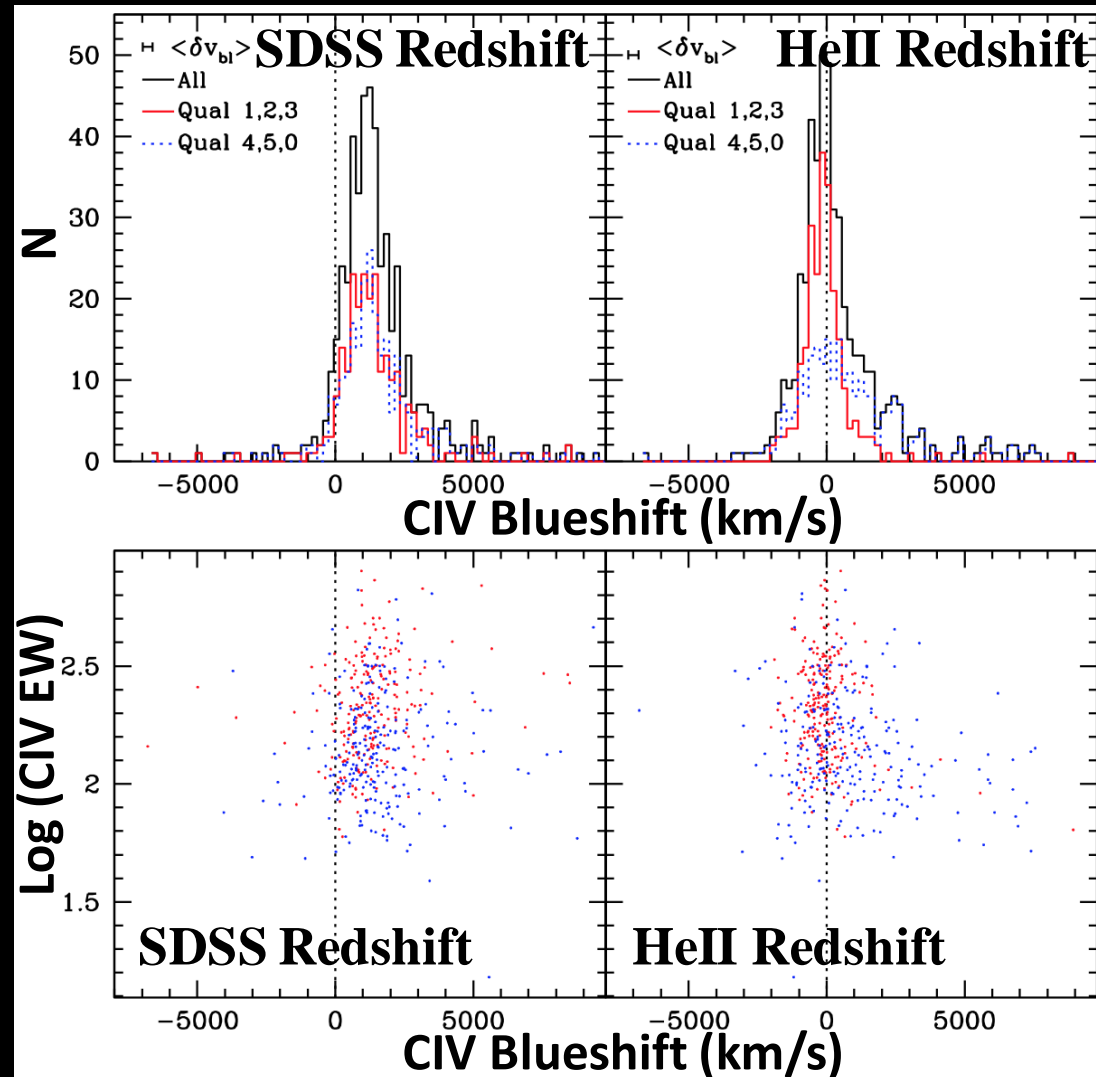 <δv_bl> SDSS Redshift
All
Qual 1,2,3
Qual 4,5,0
<δv_bl> HeII Redshift
All
Qual 1,2,3
Qual 4,5,0
50
40
30
20
10
0
N
−5000 0 5000
−5000 0 5000
CIV Blueshift (km/s)
2.5
2
1.5
Log (CIV EW)
SDSS Redshift
HeII Redshift
−5000 0 5000
−5000 0 5000
CIV Blueshift (km/s)